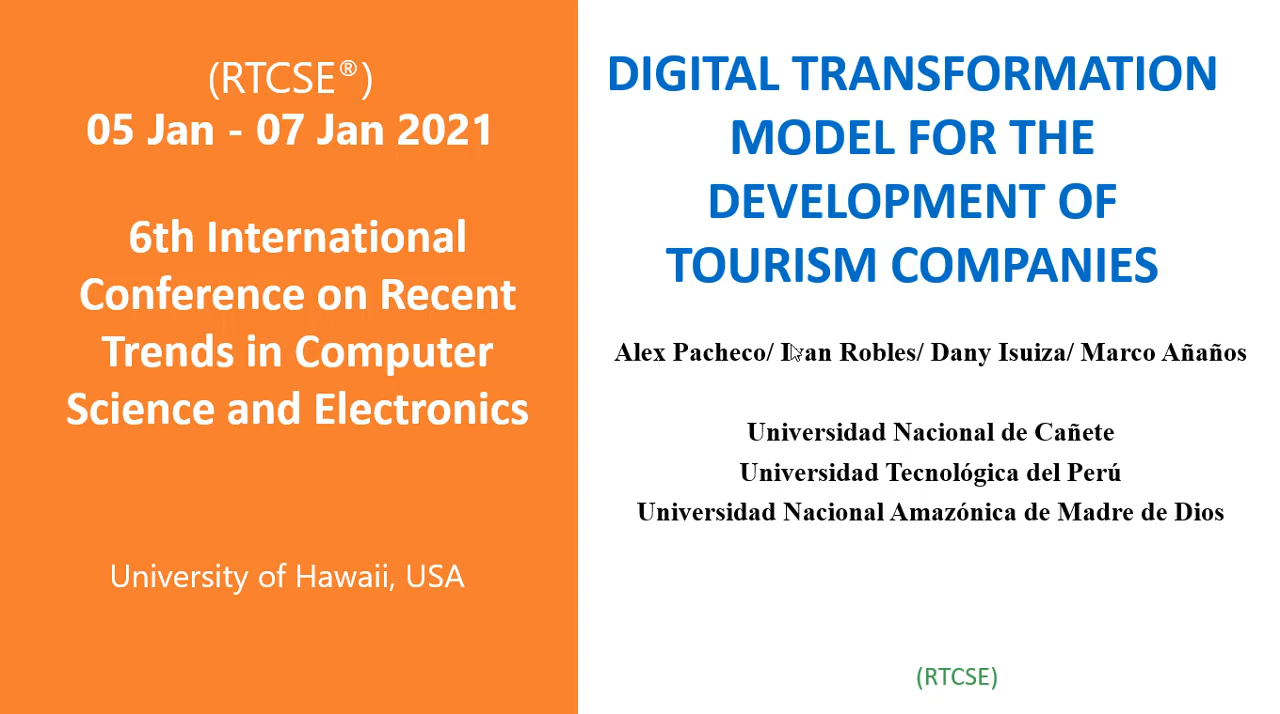 (RTCSE®)
05 Jan - 07 Jan 2021
6th International
Conference on Recent
Trends in Computer
Science and Electronics
University of Hawaii, USA
DIGITAL TRANSFORMATION
MODEL FOR THE
DEVELOPMENT OF
TOURISM COMPANIES
Alex Pacheco/ Ivan Robles/ Dany Isuiza/ Marco Añaños
Universidad Nacional de Cañete
Universidad Tecnológica del Perú
Universidad Nacional Amazónica de Madre de Dios
(RTCSE)